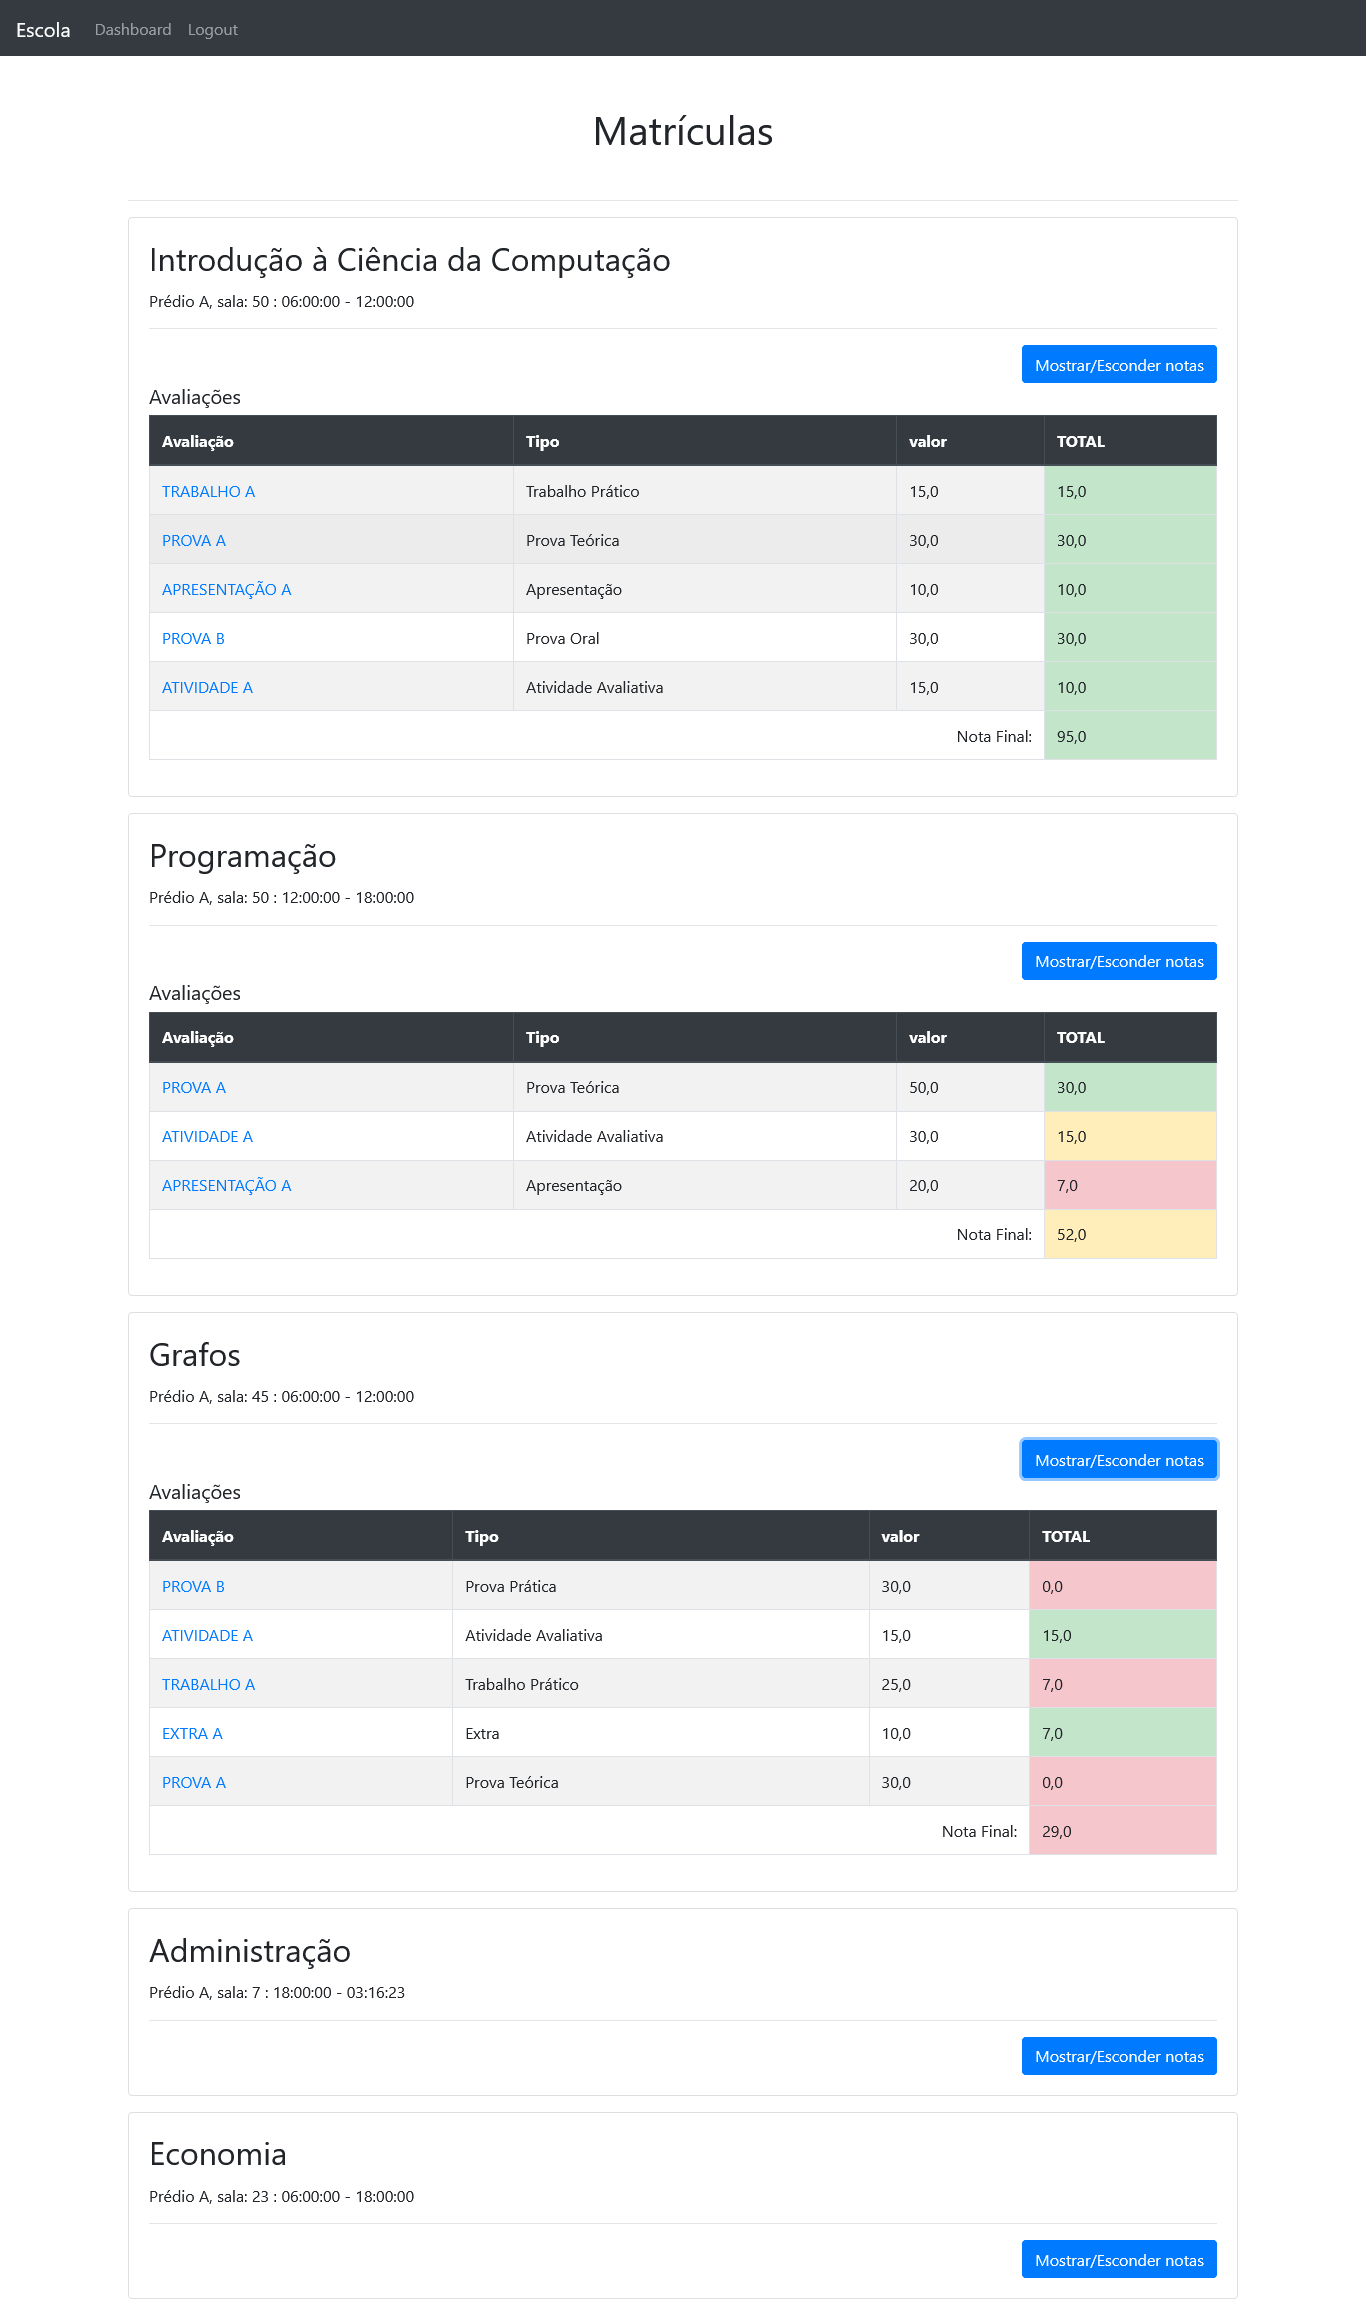 Escola Dashboard Logout
Matrículas
Introdução à Ciência da Computação
Prédio A, sala: 50 : 06:00:00 - 12:00:00
Mostrar/Esconder notas
Avaliações
Avaliação Tipo valor TOTAL
TRABALHO A Trabalho Prático 15,0 15,0
PROVA A Prova Teórica 30,0 30,0
APRESENTAÇÃO A Apresentação 10,0 10,0
PROVA B Prova Oral 30,0 30,0
ATIVIDADE A Atividade Avaliativa 15,0 10,0
Nota Final: 95,0
Programação
Prédio A, sala: 50 : 12:00:00 - 18:00:00
Mostrar/Esconder notas
Avaliações
Avaliação Tipo valor TOTAL
PROVA A Prova Teórica 50,0 30,0
ATIVIDADE A Atividade Avaliativa 30,0 15,0
APRESENTAÇÃO A Apresentação 20,0 7,0
Nota Final: 52,0
Grafos
Prédio A, sala: 45 : 06:00:00 - 12:00:00
Mostrar/Esconder notas
Avaliações
Avaliação Tipo valor TOTAL
PROVA B Prova Prática 30,0 0,0
ATIVIDADE A Atividade Avaliativa 15,0 15,0
TRABALHO A Trabalho Prático 25,0 7,0
EXTRA A Extra 10,0 7,0
PROVA A Prova Teórica 30,0 0,0
Nota Final: 29,0
Administração
Prédio A, sala: 7 : 18:00:00 - 03:16:23
Mostrar/Esconder notas
Economia
Prédio A, sala: 23 : 06:00:00 - 18:00:00
Mostrar/Esconder notas